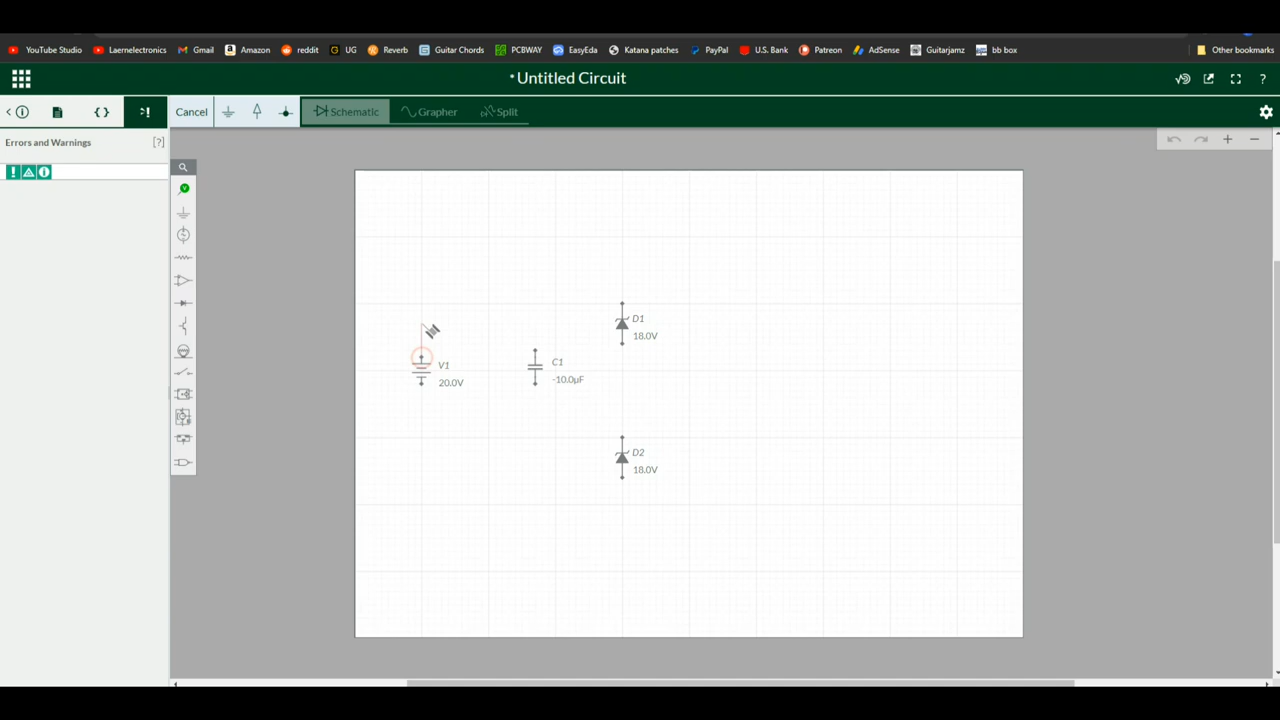 YouTube Studio Laernelectronics Gmail Amazon reddit UG Reverb Guitar Chords PCBWAY EasyEda Katana patches PayPal U.S. Bank Patreon AdSense Guitarjamz bb box Other bookmarks
* Untitled Circuit ?
Cancel Schematic Grapher Split
Errors and Warnings [?]
D1
18.0V
V1
20.0V
C1
-10.0µF
D2
18.0V